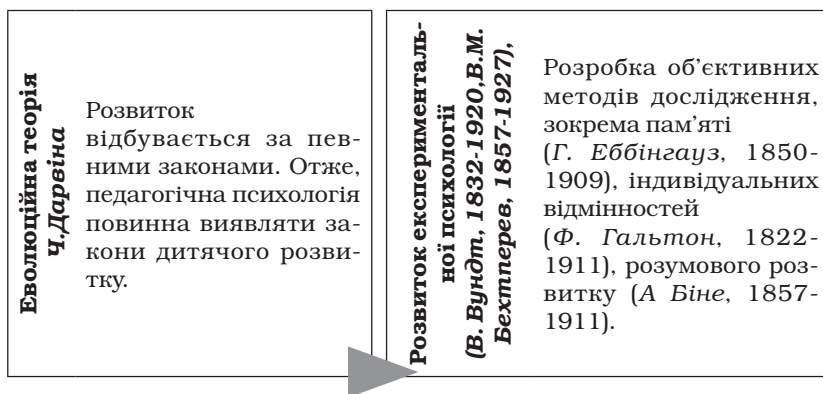 Еволюційна теорія
Ч.Дарвіна
Розвиток
відбувається за пев-
ними законами. Отже,
педагогічна психологія
повинна виявляти за-
кони дитячого розви-
тку.
Розвиток експерименталь-
ної психології
(В. Вундт, 1832-1920,В.М.
Бехтперев, 1857-1927),
Розробка об’єктивних
методів дослідження,
зокрема пам’яті
(Г. Еббінгауз, 1850-
1909), індивідуальних
відмінностей
(Ф. Гальтон, 1822-
1911), розумового роз-
витку (А Біне, 1857-
1911).